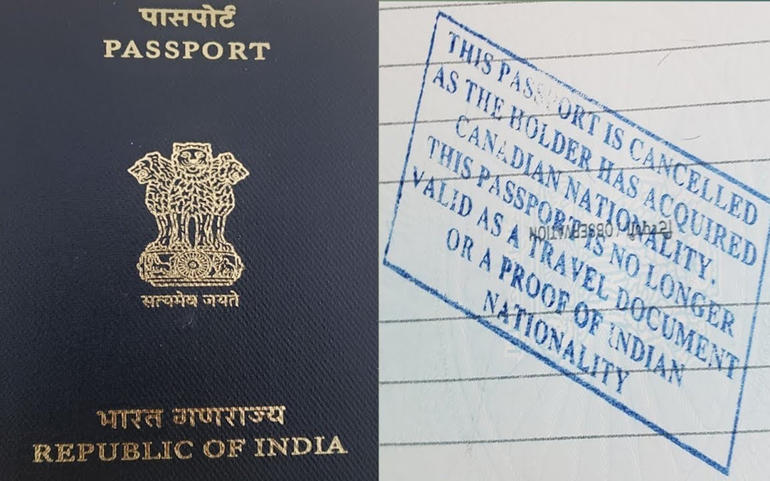 पासपोर्ट
PASSPORT
सत्यमेव जयते
भारत गणराज्य
REPUBLIC OF INDIA
THIS PASSPORT IS CANCELLED
AS THE HOLDER HAS ACQUIRED
CANADIAN NATIONALITY.
THIS PASSPORT IS NO LONGER
VALID AS A TRAVEL DOCUMENT
OR A PROOF OF INDIAN
NATIONALITY
OBSERVATION